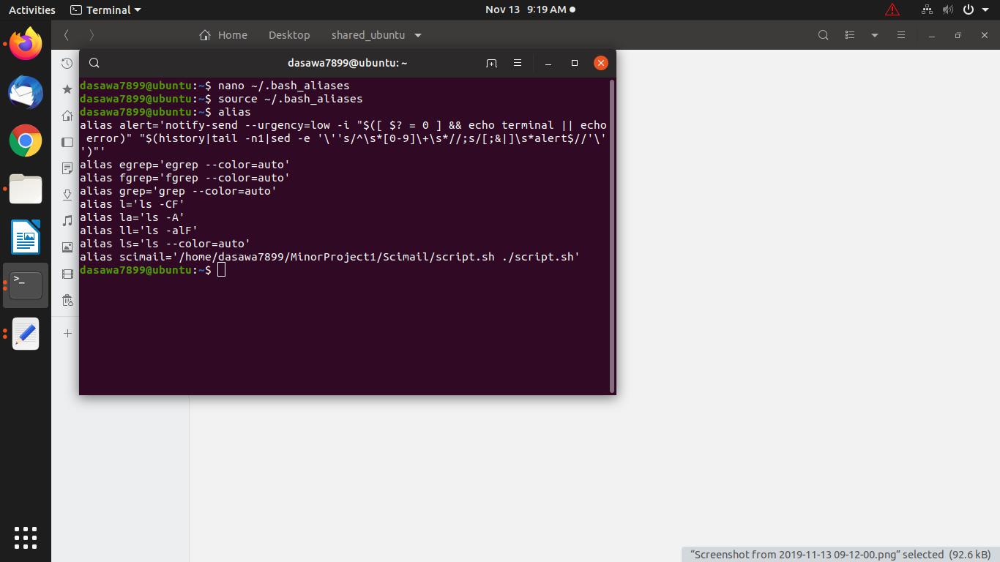 Activities
Terminal
Nov 13 9:19 AM
Home
Desktop
shared_ubuntu
dasawa7899@ubuntu: ~
dasawa7899@ubuntu:~$ nano ~/.bash_aliases
dasawa7899@ubuntu:~$ source ~/.bash_aliases
dasawa7899@ubuntu:~$ alias
alias alert='notify-send --urgency=low -i "$([ $? = 0 ] && echo terminal || echo
 error)" "$(history|tail -n1|sed -e '\''s/^\s*[0-9]\+\s*//;s/[;&|]\s*alert$//'\'
')"'
alias egrep='egrep --color=auto'
alias fgrep='fgrep --color=auto'
alias grep='grep --color=auto'
alias l='ls -CF'
alias la='ls -A'
alias ll='ls -alF'
alias ls='ls --color=auto'
alias scimail='/home/dasawa7899/MinorProject1/Scimail/script.sh ./script.sh'
dasawa7899@ubuntu:~$
"Screenshot from 2019-11-13 09-12-00.png" selected (92.6 kB)